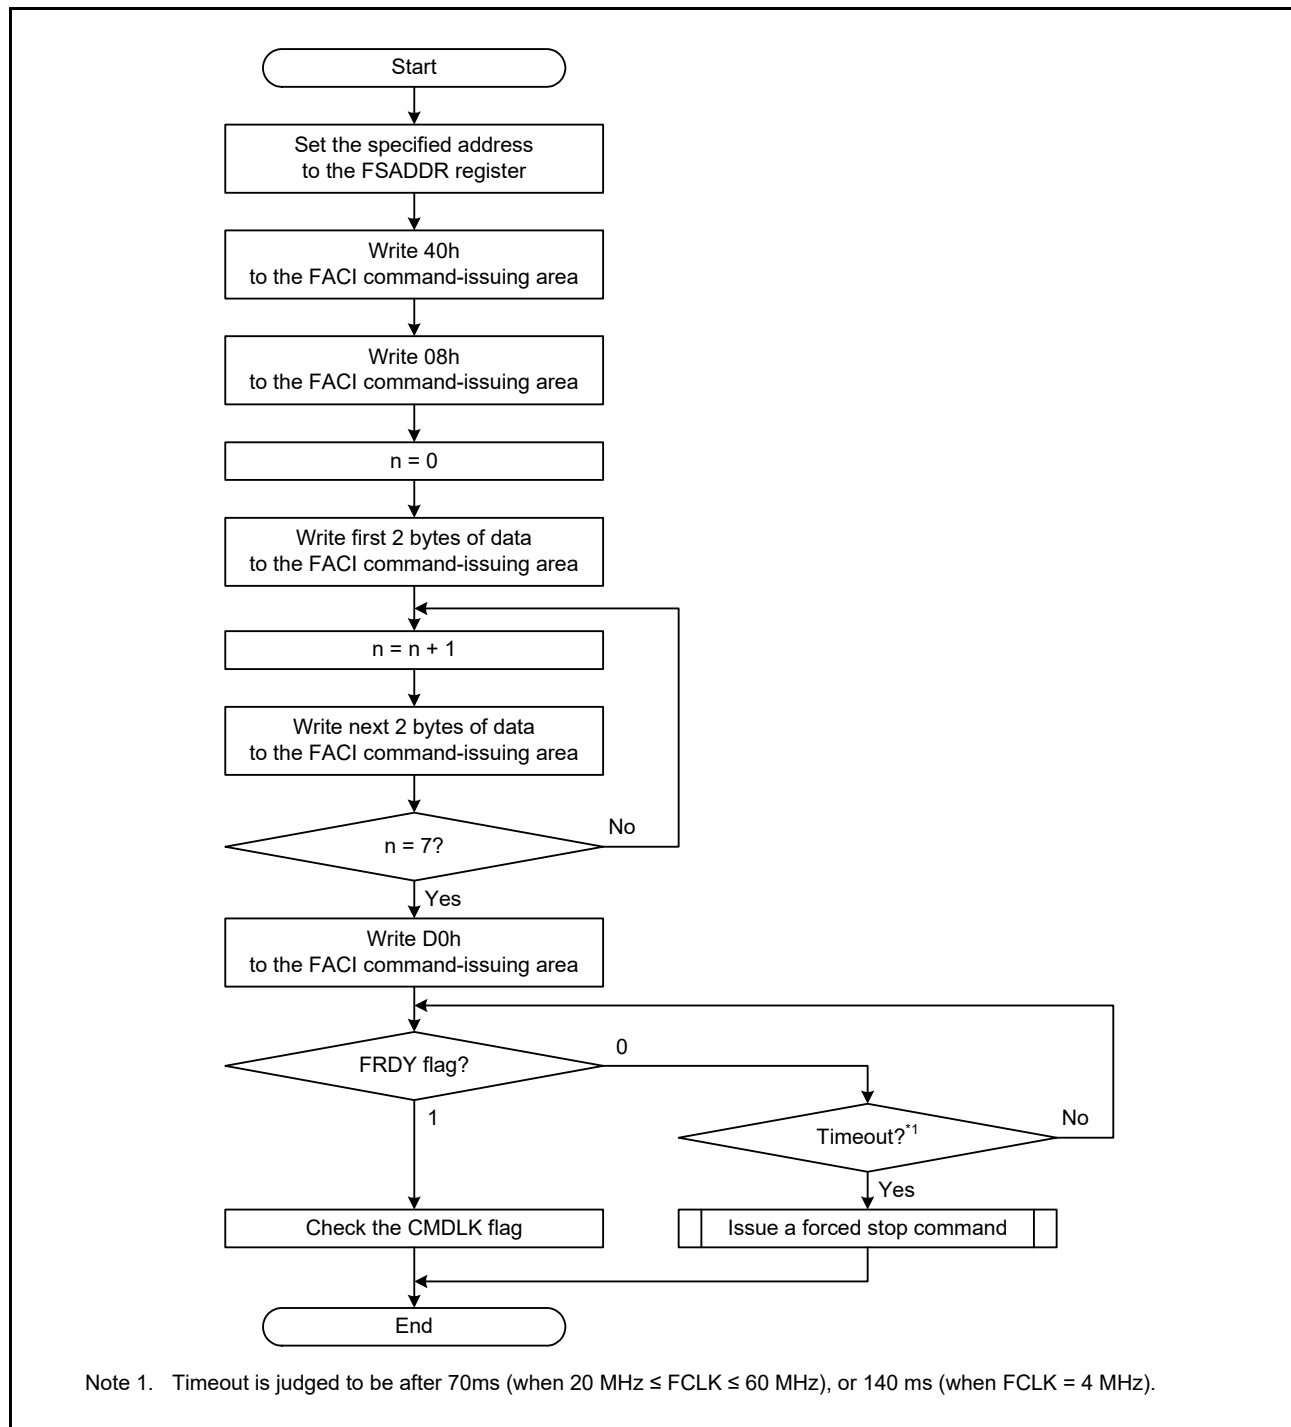 Start
Set the specified address
to the FSADDR register
Write 40h
to the FACI command-issuing area
Write 08h
to the FACI command-issuing area
n = 0
Write first 2 bytes of data
to the FACI command-issuing area
n = n + 1
Write next 2 bytes of data
to the FACI command-issuing area
n = 7?
No
Yes
Write D0h
to the FACI command-issuing area
FRDY flag?
0
1
Timeout?*1
No
Yes
Check the CMDLK flag
Issue a forced stop command
End
Note 1. Timeout is judged to be after 70ms (when 20 MHz ≤ FCLK ≤ 60 MHz), or 140 ms (when FCLK = 4 MHz).